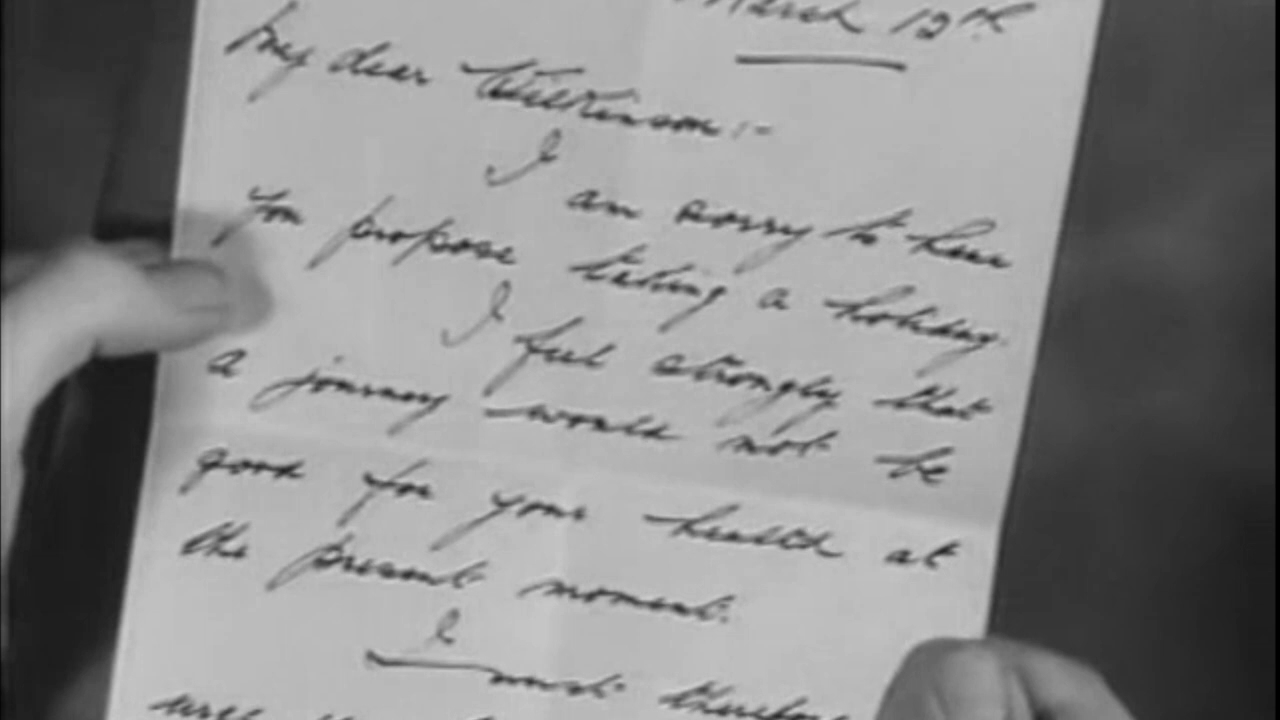 March 12th
My dear Wilkinson:-
I am sorry to hear
you propose taking a holiday.
I feel strongly that
a journey would not be
good for your health at
the present moment.
I must therefore
urge